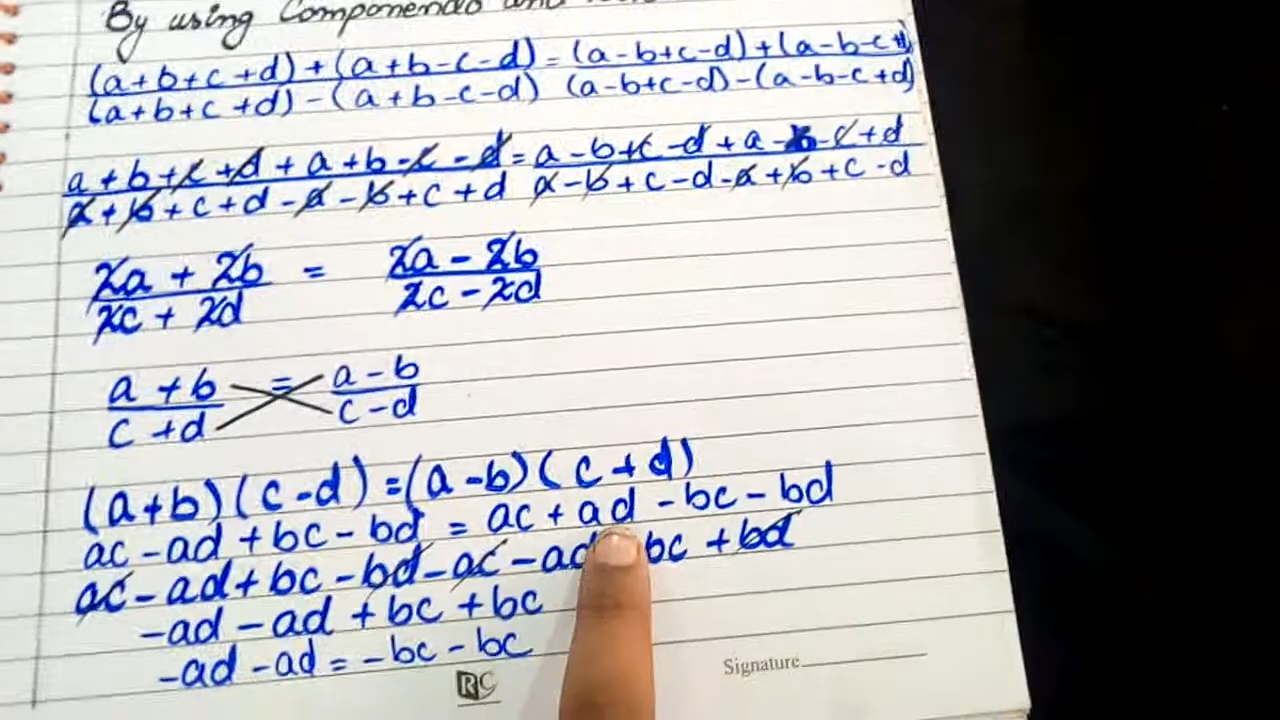 By using Componendo and
(a+b+c+d)+(a+b-c-d) = (a-b+c-d)+(a-b-c+d)
(a+b+c+d)-(a+b-c-d) (a-b+c-d)-(a-b-c+d)
a+b+c+d+a+b-c-d = a-b+c-d+a-b-c+d
a+b+c+d-a-b+c+d a-b+c-d-a+b+c-d
2a + 2b = 2a - 2b
2c + 2d 2c - 2d
a+b = a-b
c+d c-d
(a+b)(c-d)=(a-b)(c+d)
ac-ad+bc-bd = ac+ad-bc-bd
ac-ad+bc-bd-ac-ad bc+bd
-ad-ad+bc+bc
-ad-ad=-bc-bc
RC
Signature